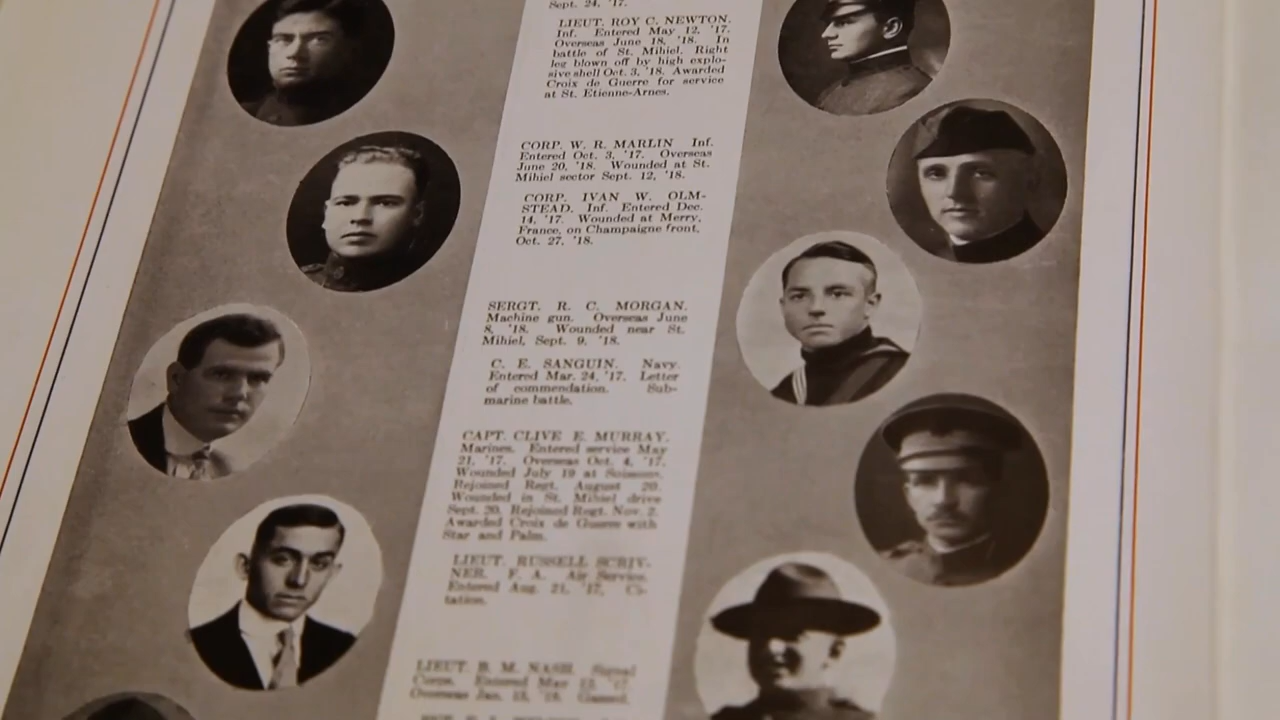 Sept. 24, '17.
LIEUT. ROY C. NEWTON.
Inf. Entered May 12, '17.
Overseas June 18, '18. In
battle of St. Mihiel. Right
leg blown off by high explo-
sive shell Oct. 3, '18. Awarded
Croix de Guerre for service
at St. Etienne-Arnes.
CORP. W. R. MARLIN Inf.
Entered Oct. 3, '17. Overseas
June 20, '18. Wounded at St.
Mihiel sector Sept. 12, '18.
CORP. IVAN W. OLM-
STEAD. Inf. Entered Dec.
14, '17. Wounded at Merry,
France, on Champaigne front,
Oct. 27, '18.
SERGT. R. C. MORGAN.
Machine gun. Overseas June
8, '18. Wounded near St.
Mihiel, Sept. 9, '18.
C. E. SANGUIN. Navy.
Entered Mar. 24, '17. Letter
of commendation. Sub-
marine battle.
CAPT. CLIVE E. MURRAY.
Marines. Entered service May
21, '17. Overseas Oct. 4, '17.
Wounded July 19 at Soissons.
Rejoined Regt. August 20.
Wounded in St. Mihiel drive
Sept. 20. Rejoined Regt. Nov. 2.
Awarded Croix de Guerre with
Star and Palm.
LIEUT. RUSSELL SCRIV-
NER. F. A. Air Service.
Entered Aug. 21, '17. Ci-
tation.
LIEUT. B. M. NASH. Signal
Corps. Entered May 12, '17.
Overseas Jan. 15, '18. Gassed.